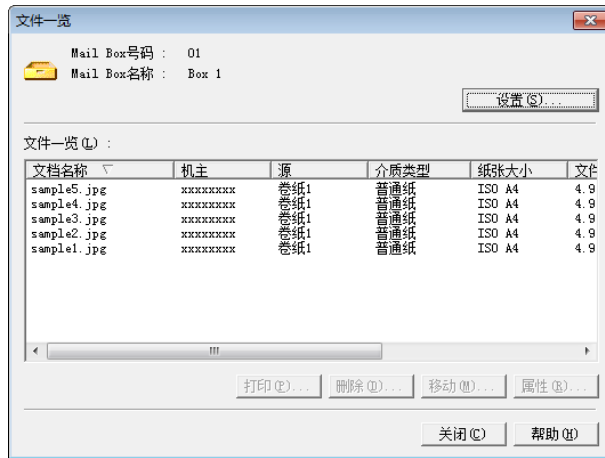 文件一览
Mail Box号码 : 01
Mail Box名称 : Box 1
设置(S)...
文件一览(L) :
文档名称 机主 源 介质类型 纸张大小 文件
sample5.jpg xxxxxxxx 卷纸1 普通纸 ISO A4 4.9
sample4.jpg xxxxxxxx 卷纸1 普通纸 ISO A4 4.9
sample3.jpg xxxxxxxx 卷纸1 普通纸 ISO A4 4.9
sample2.jpg xxxxxxxx 卷纸1 普通纸 ISO A4 4.9
sample1.jpg xxxxxxxx 卷纸1 普通纸 ISO A4 4.9
打印(P)... 删除(D)... 移动(M)... 属性(R)...
关闭(C) 帮助(H)